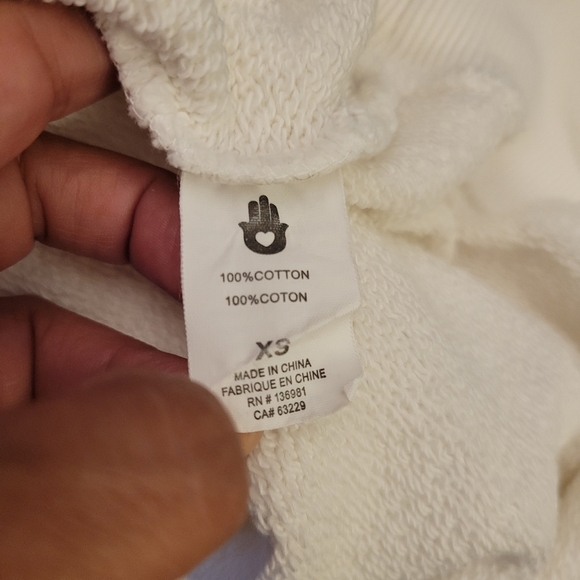 100%COTTON
100%COTON
XS
MADE IN CHINA
FABRIQUE EN CHINE
RN # 136981
CA# 63229